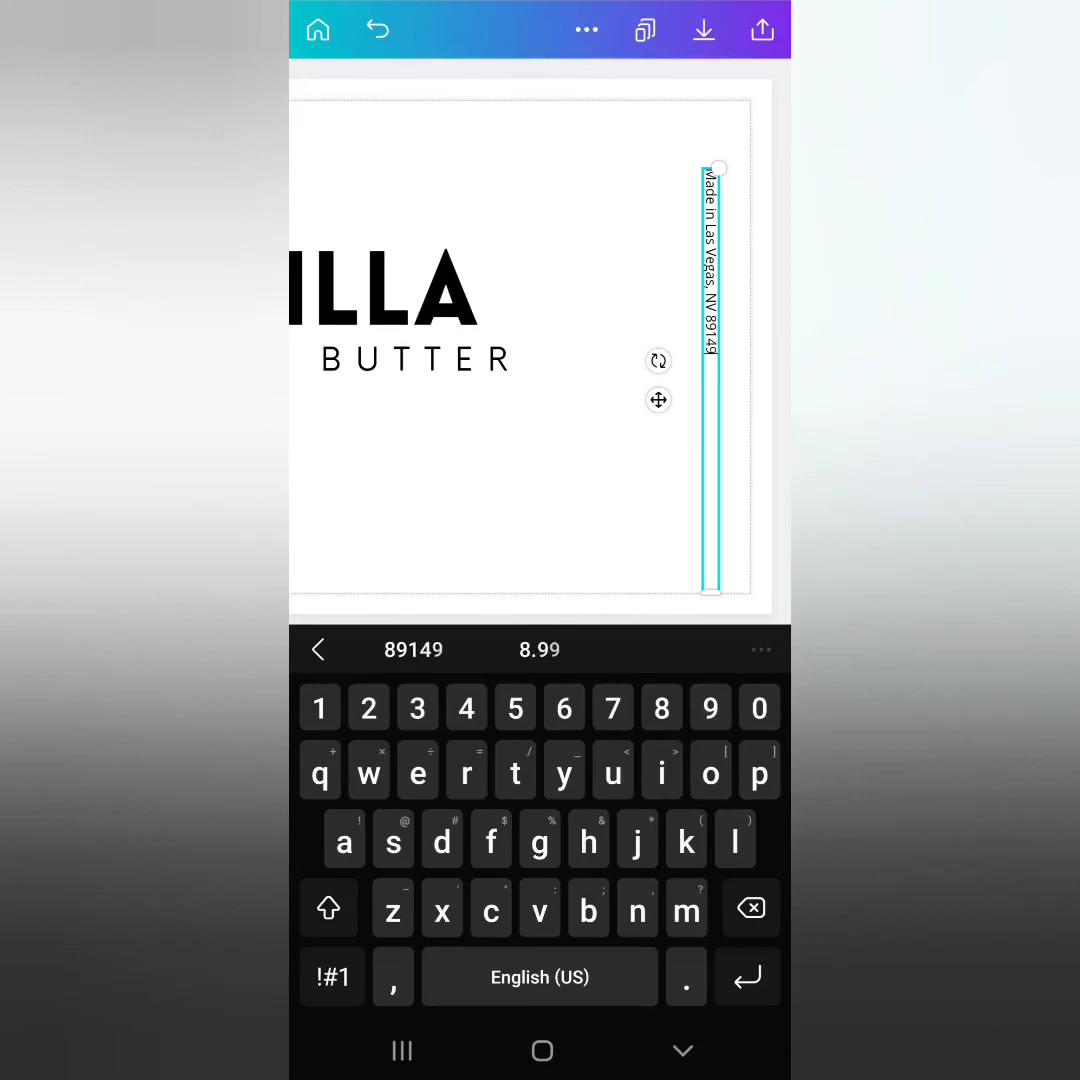 Made in Las Vegas, NV 89149
ILLA
BUTTER
89149 8.99
1 2 3 4 5 6 7 8 9 0
+ × ÷ = / _ < > [ ]
q w e r t y u i o p
! @ # $ % & * ( )
a s d f g h j k l
- ' " : ; , ?
z x c v b n m
!#1 , English (US) .